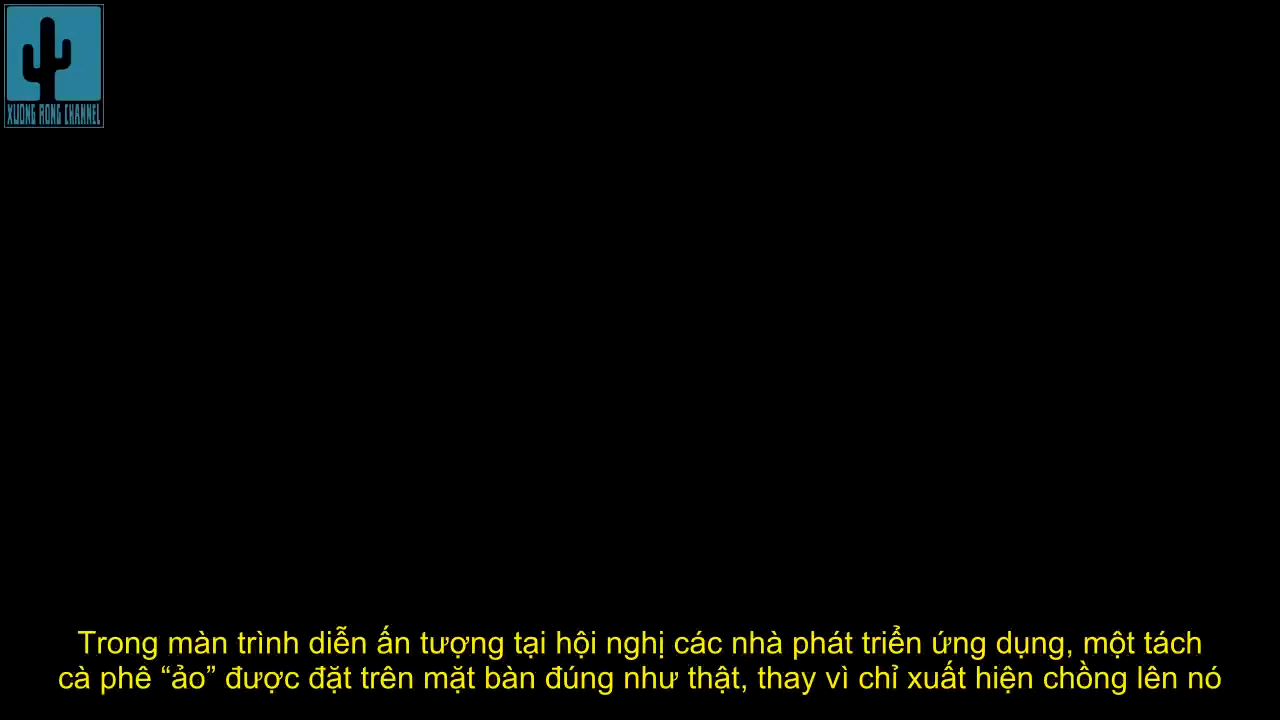 XUONG RONG CHANNEL
Trong màn trình diễn ấn tượng tại hội nghị các nhà phát triển ứng dụng, một tách
cà phê “ảo” được đặt trên mặt bàn đúng như thật, thay vì chỉ xuất hiện chồng lên nó